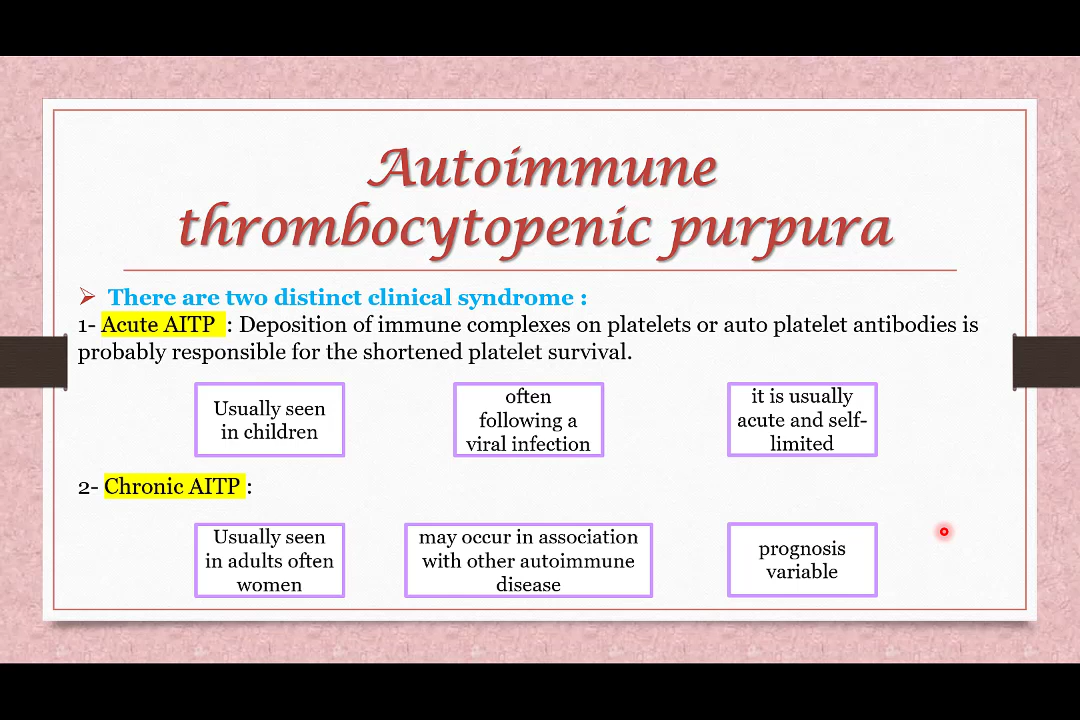 Autoimmune
thrombocytopenic purpura
There are two distinct clinical syndrome :
1- Acute AITP : Deposition of immune complexes on platelets or auto platelet antibodies is
probably responsible for the shortened platelet survival.
Usually seen
in children
often
following a
viral infection
it is usually
acute and self-
limited
2- Chronic AITP :
Usually seen
in adults often
women
may occur in association
with other autoimmune
disease
prognosis
variable